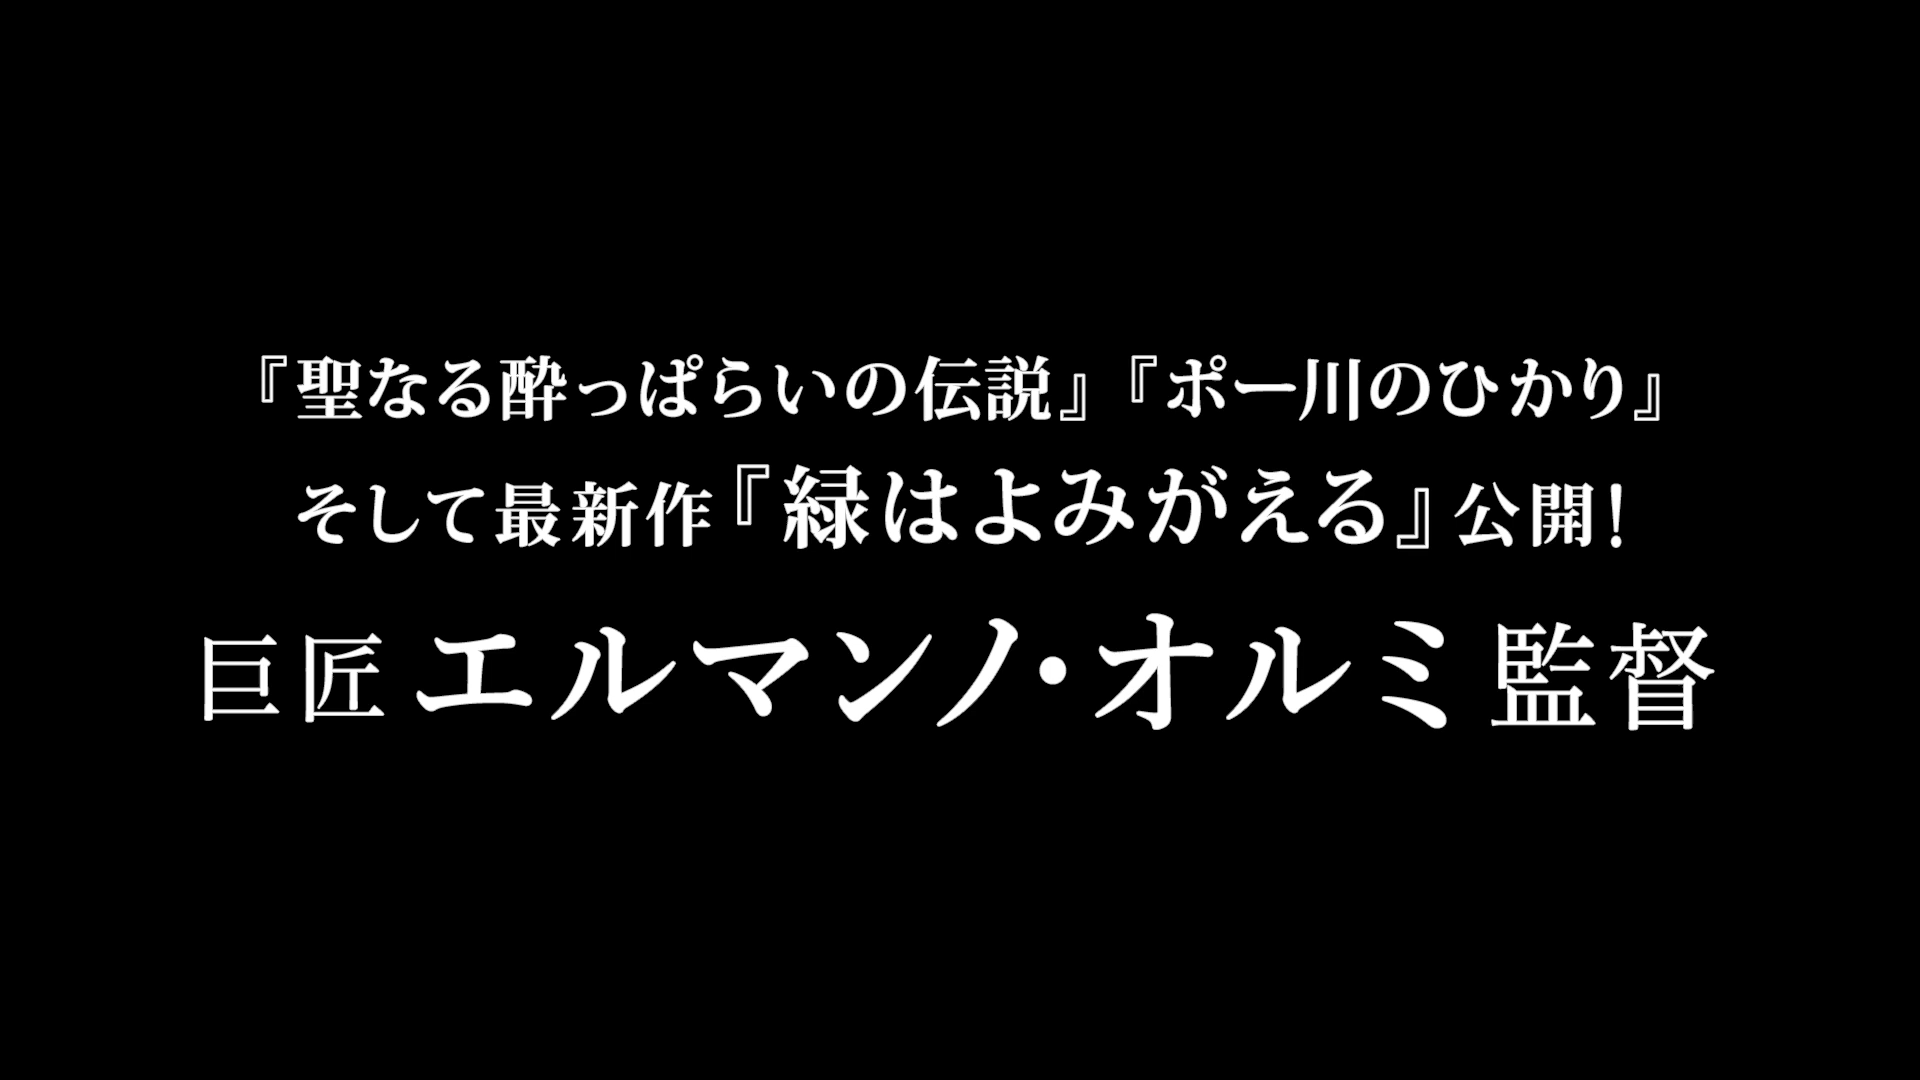 『聖なる酔っぱらいの伝説』『ポー川のひかり』
そして最新作『緑はよみがえる』公開！
巨匠 エルマンノ・オルミ 監督